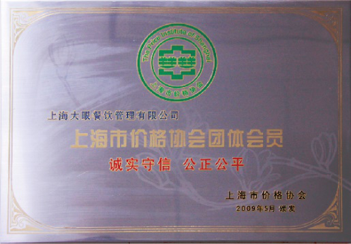 上海大眼餐饮管理有限公司
上海市价格协会团体会员
诚实守信 公正公平
上海市价格协会
2009年5月 颁发